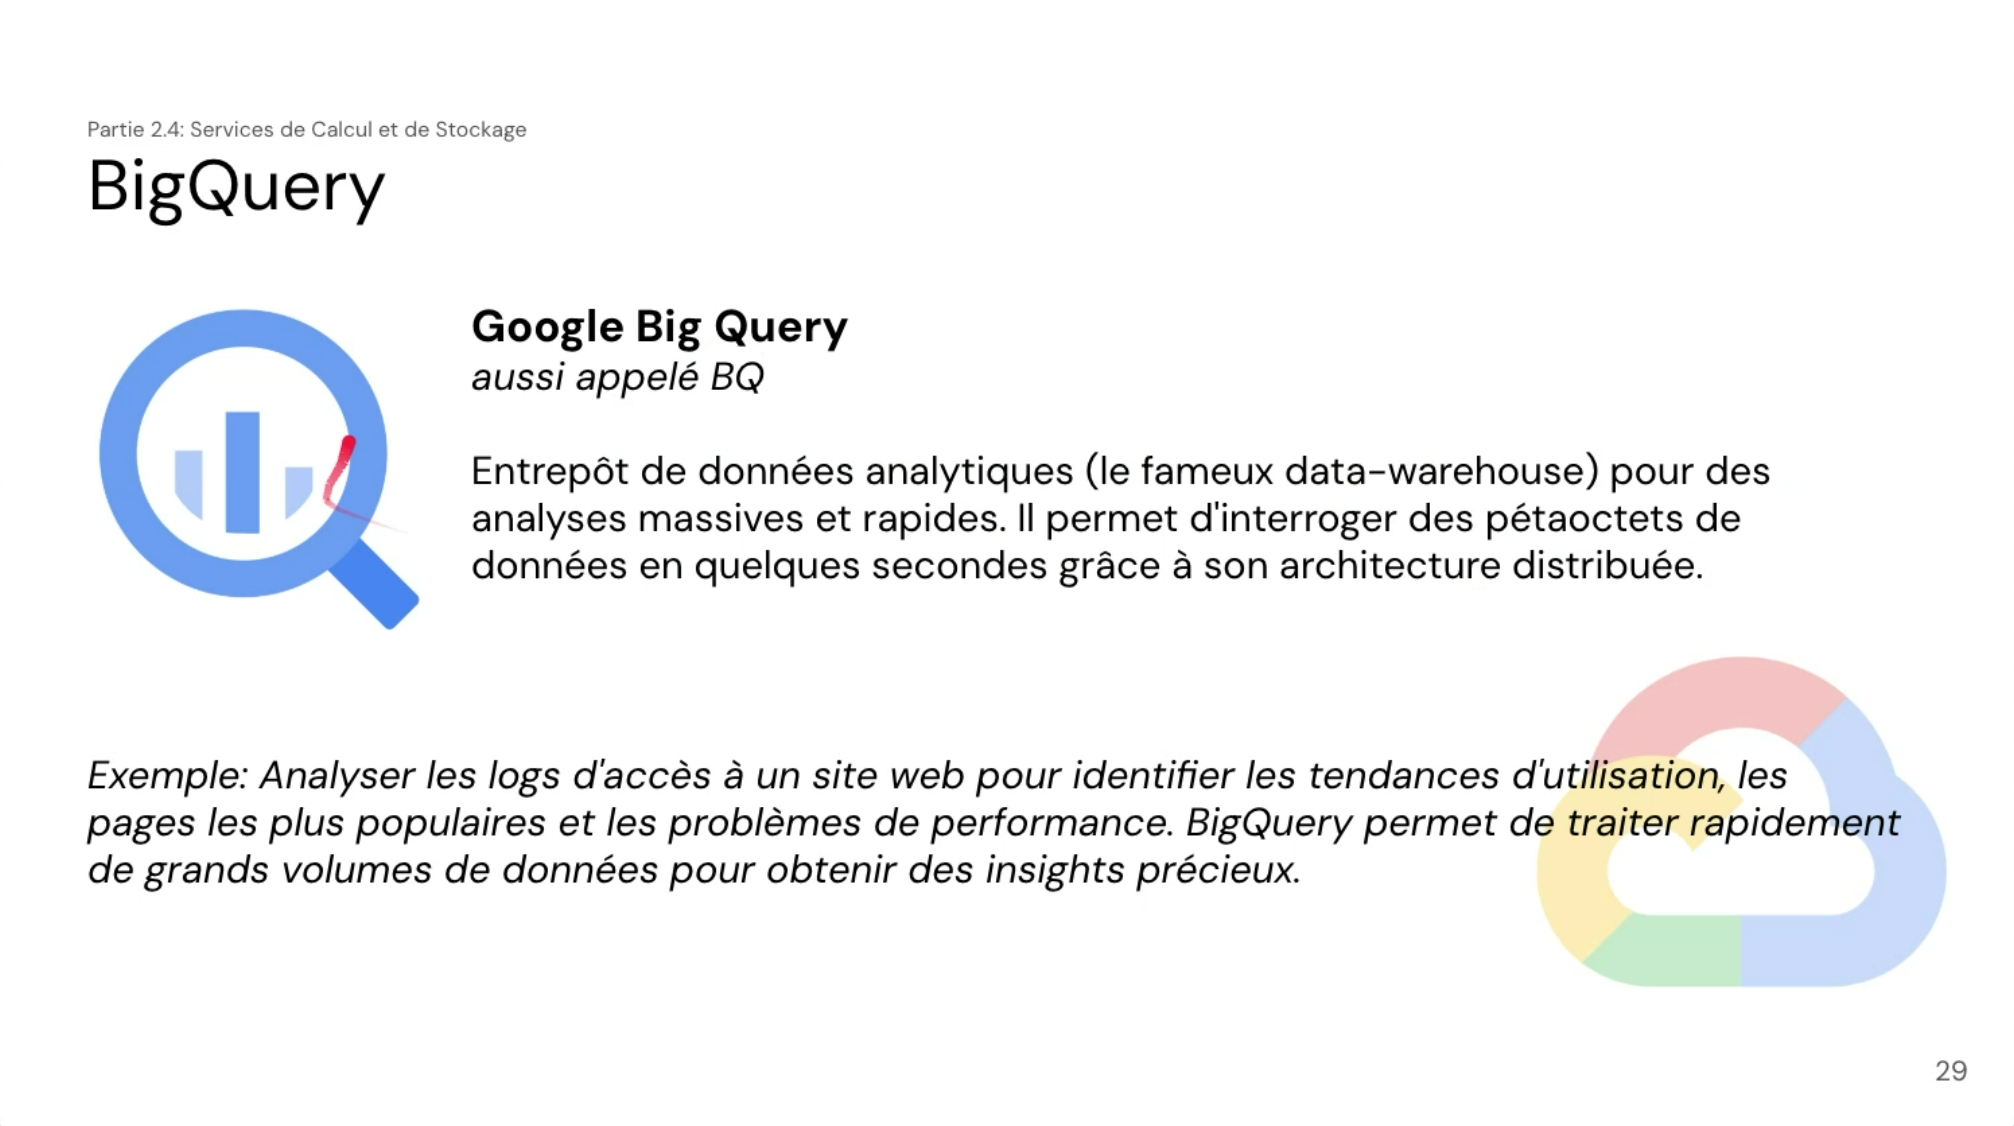 Partie 2.4: Services de Calcul et de Stockage
BigQuery
Google Big Query
aussi appelé BQ
Entrepôt de données analytiques (le fameux data-warehouse) pour des
analyses massives et rapides. Il permet d'interroger des pétaoctets de
données en quelques secondes grâce à son architecture distribuée.
Exemple: Analyser les logs d'accès à un site web pour identifier les tendances d'utilisation, les
pages les plus populaires et les problèmes de performance. BigQuery permet de traiter rapidement
de grands volumes de données pour obtenir des insights précieux.
29